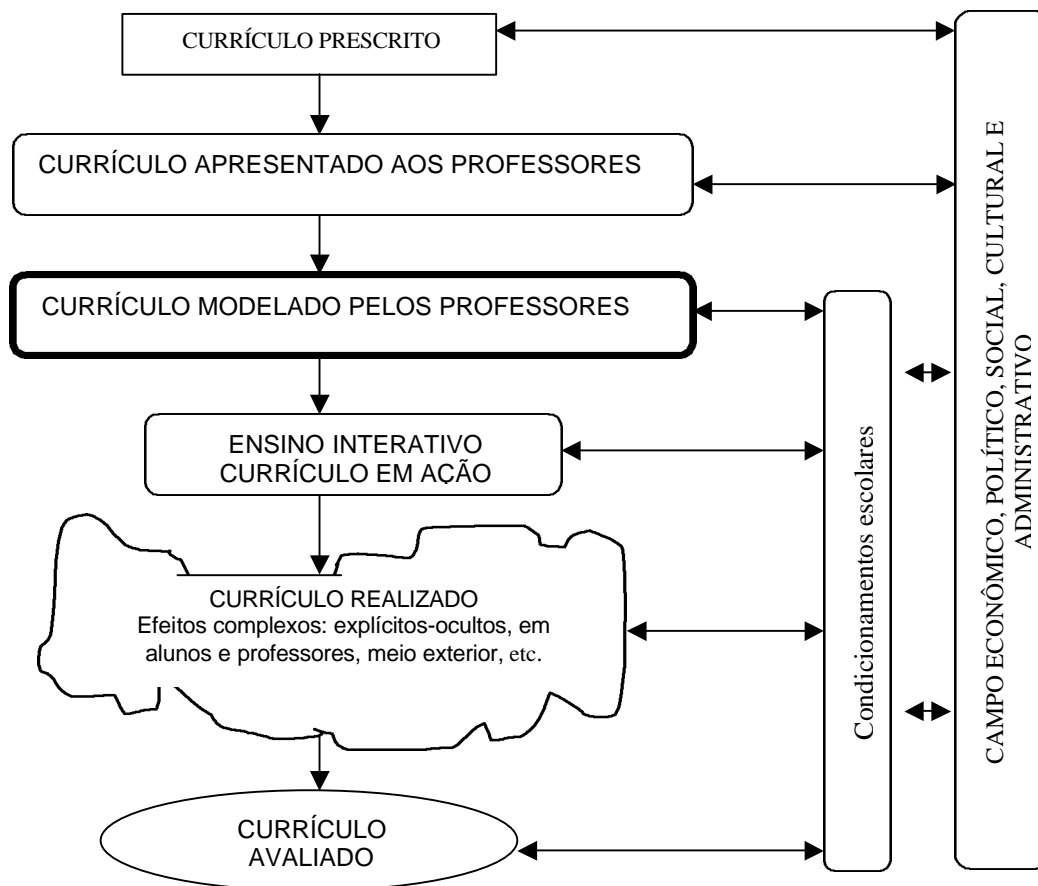 CURRÍCULO PRESCRITO
CURRÍCULO APRESENTADO AOS PROFESSORES
CURRÍCULO MODELADO PELOS PROFESSORES
ENSINO INTERATIVO
CURRÍCULO EM AÇÃO
CURRÍCULO REALIZADO
Efeitos complexos: explícitos-ocultos, em
alunos e professores, meio exterior, etc.
CURRÍCULO
AVALIADO
Condicionamentos escolares
CAMPO ECONÔMICO, POLÍTICO, SOCIAL, CULTURAL E
ADMINISTRATIVO